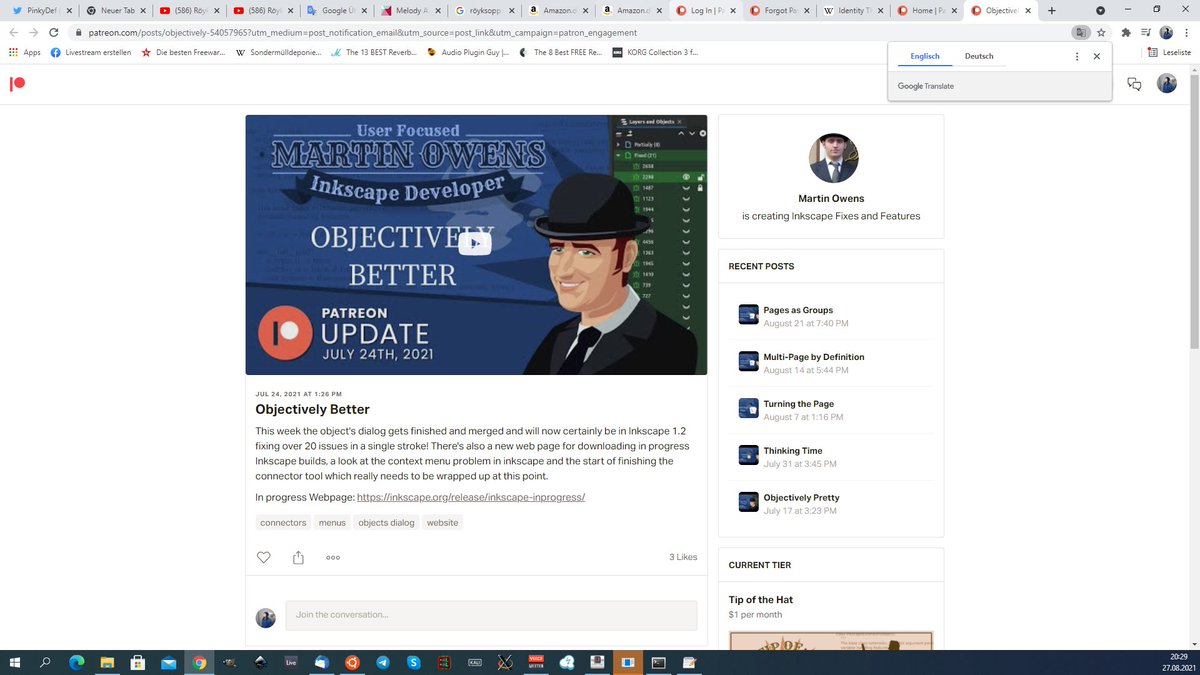 PinkyDef
Neuer Tab
(586) Röy
(586) Röy
Google Ü
Melody A
röyksopp
Amazon.d
Amazon.d
Log In | Pa
Forgot Pa
Identity T
Home | Pa
Objective
patreon.com/posts/objectively-54057965?utm_medium=post_notification_email&utm_source=post_link&utm_campaign=patron_engagement
Apps
Livestream erstellen
Die besten Freewar...
Sondermülldeponie...
The 13 BEST Reverb...
Audio Plugin Guy |...
The 8 Best FREE Re...
KORG Collection 3 f...
Leseliste
Englisch
Deutsch
Google Translate
User Focused
MARTIN OWENS
Inkscape Developer
OBJECTIVELY
BETTER
PATREON
UPDATE
JULY 24TH, 2021
Layers and Objects
Partially (8)
Fixed (21)
2658
2298
1487
1123
1944
4456
1263
1945
1810
739
727
JUL 24, 2021 AT 1:26 PM
Objectively Better
This week the object's dialog gets finished and merged and will now certainly be in Inkscape 1.2
fixing over 20 issues in a single stroke! There's also a new web page for downloading in progress
Inkscape builds, a look at the context menu problem in inkscape and the start of finishing the
connector tool which really needs to be wrapped up at this point.
In progress Webpage: https://inkscape.org/release/inkscape-inprogress/
connectors
menus
objects dialog
website
3 Likes
Join the conversation...
Martin Owens
is creating Inkscape Fixes and Features
RECENT POSTS
Pages as Groups
August 21 at 7:40 PM
Multi-Page by Definition
August 14 at 5:44 PM
Turning the Page
August 7 at 1:16 PM
Thinking Time
July 31 at 3:45 PM
Objectively Pretty
July 17 at 3:23 PM
CURRENT TIER
Tip of the Hat
$1 per month
TIP OF
Live
20:29
27.08.2021